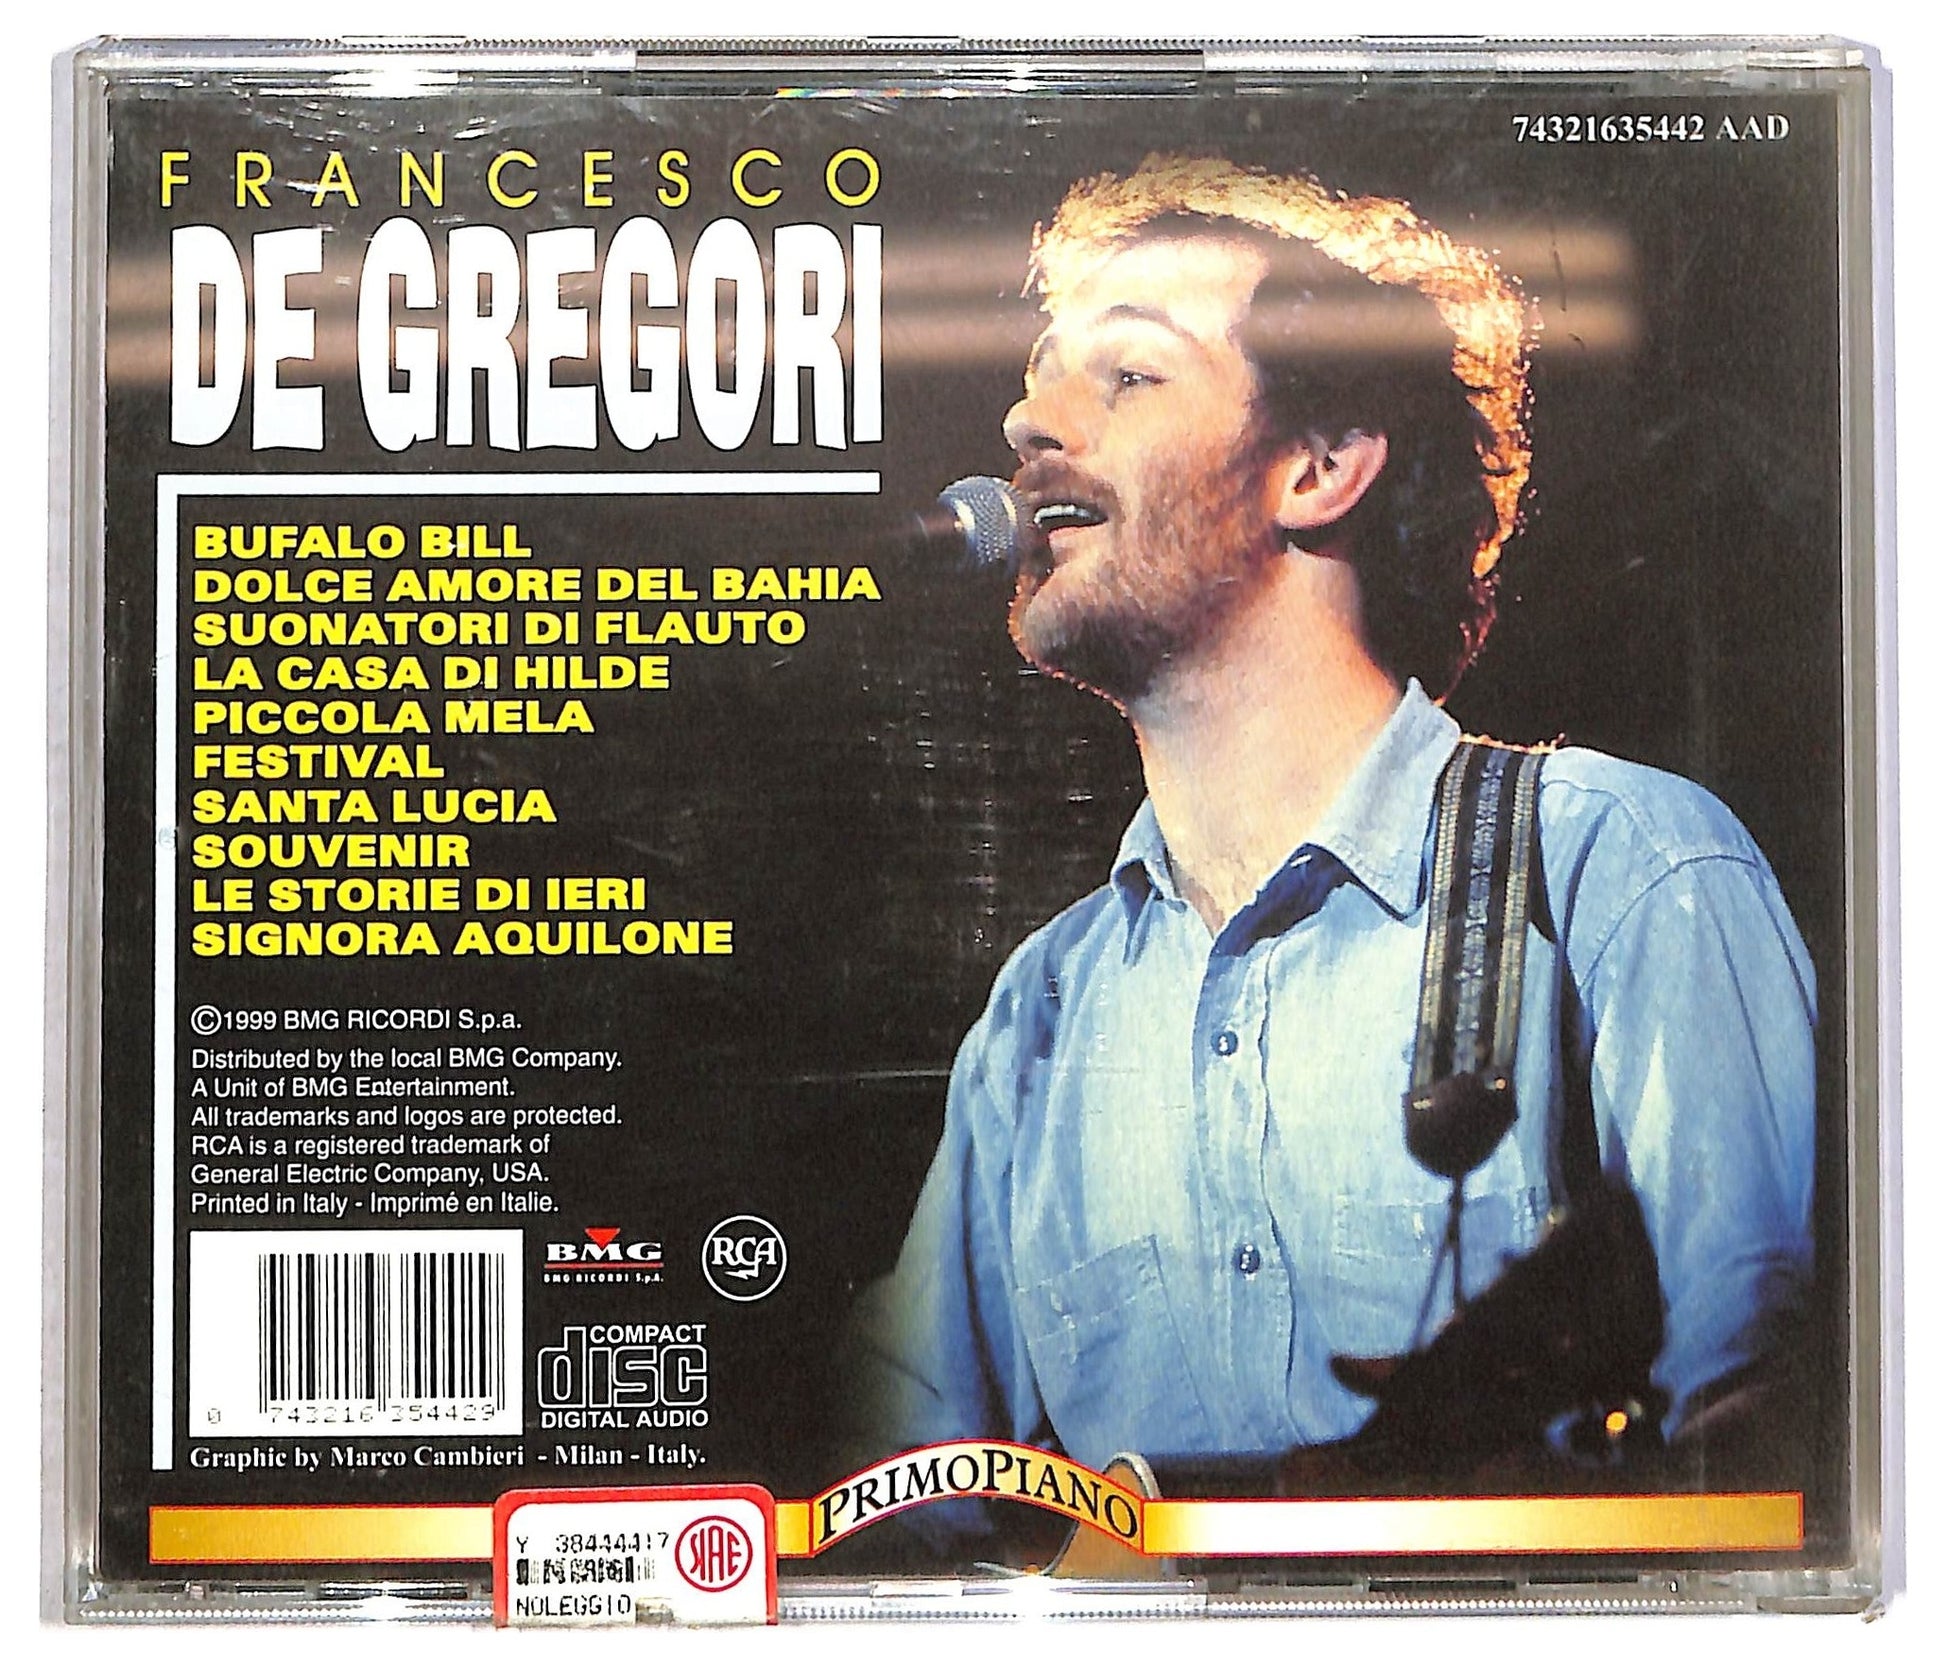 74321635442 AAD
FRANCESCO
DE GREGORI
BUFALO BILL
DOLCE AMORE DEL BAHIA
SUONATORI DI FLAUTO
LA CASA DI HILDE
PICCOLA MELA
FESTIVAL
SANTA LUCIA
SOUVENIR
LE STORIE DI IERI
SIGNORA AQUILONE
©1999 BMG RICORDI S.p.a.
Distributed by the local BMG Company.
A Unit of BMG Entertainment.
All trademarks and logos are protected.
RCA is a registered trademark of
General Electric Company, USA.
Printed in Italy - Imprimé en Italie.
BMG
BMG RICORDI S.p.A.
RCA
COMPACT
disc
DIGITAL AUDIO
0 743216 354429
Graphic by Marco Cambieri - Milan - Italy.
PRIMOPIANO
Y 38444417
SIAE
NOLEGGIO